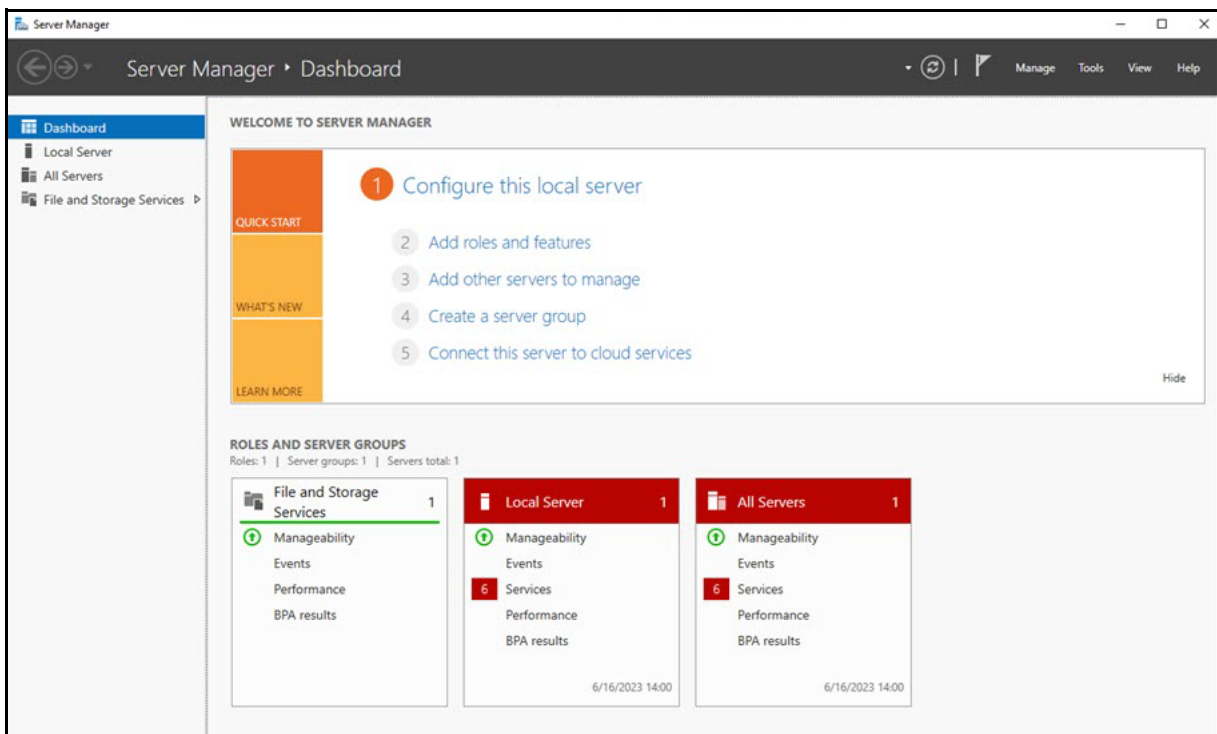 Server Manager
Server Manager ‣ Dashboard
Manage Tools View Help
Dashboard
Local Server
All Servers
File and Storage Services
WELCOME TO SERVER MANAGER
QUICK START
WHAT'S NEW
LEARN MORE
1 Configure this local server
2 Add roles and features
3 Add other servers to manage
4 Create a server group
5 Connect this server to cloud services
Hide
ROLES AND SERVER GROUPS
Roles: 1 | Server groups: 1 | Servers total: 1
File and Storage
Services 1
Manageability
Events
Performance
BPA results
Local Server 1
Manageability
Events
6 Services
Performance
BPA results
6/16/2023 14:00
All Servers 1
Manageability
Events
6 Services
Performance
BPA results
6/16/2023 14:00